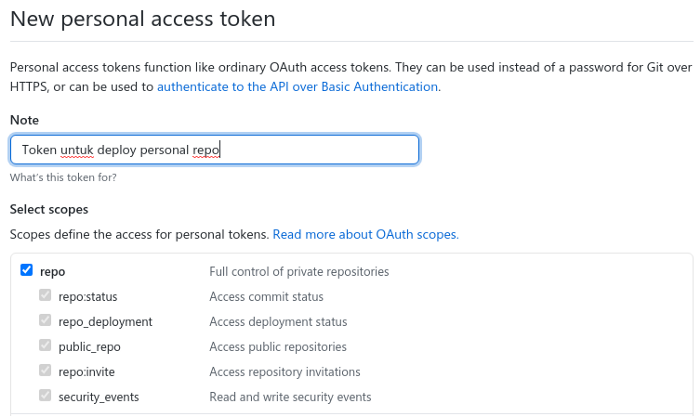 New personal access token
Personal access tokens function like ordinary OAuth access tokens. They can be used instead of a password for Git over
HTTPS, or can be used to authenticate to the API over Basic Authentication.
Note
Token untuk deploy personal repo
What's this token for?
Select scopes
Scopes define the access for personal tokens. Read more about OAuth scopes.
repo Full control of private repositories
repo:status Access commit status
repo_deployment Access deployment status
public_repo Access public repositories
repo:invite Access repository invitations
security_events Read and write security events